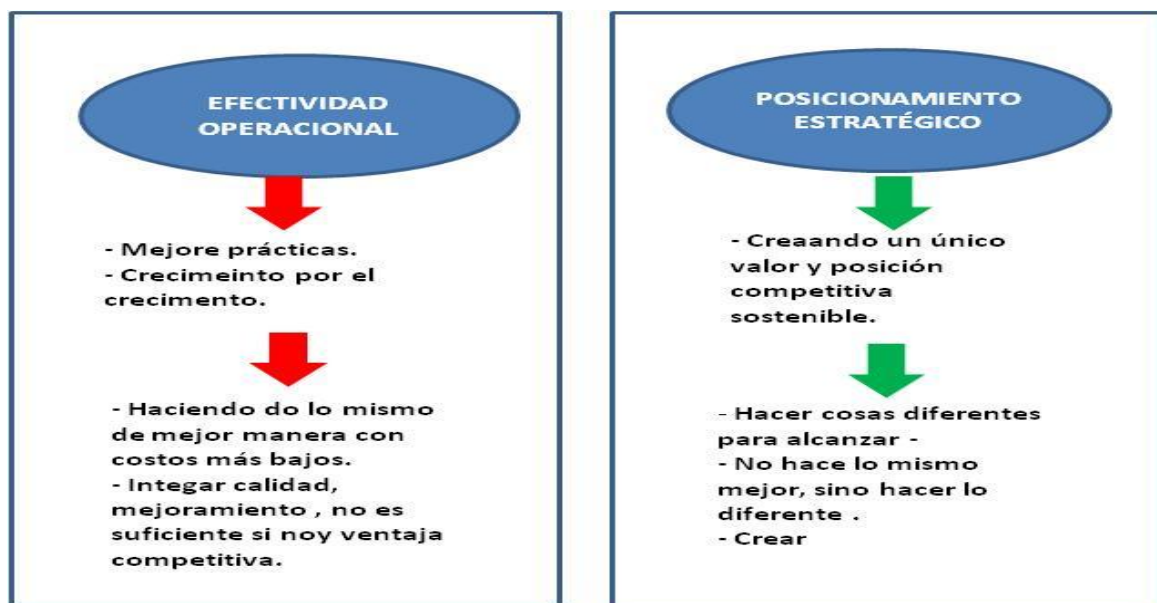 EFECTIVIDAD
OPERACIONAL
- Mejore prácticas.
- Crecimeinto por el
crecimento.
- Haciendo do lo mismo
de mejor manera con
costos más bajos.
- Integar calidad,
mejoramiento , no es
suficiente si noy ventaja
competitiva.
POSICIONAMIENTO
ESTRATÉGICO
- Creaando un único
valor y posición
competitiva
sostenible.
- Hacer cosas diferentes
para alcanzar -
- No hace lo mismo
mejor, sino hacer lo
diferente .
- Crear